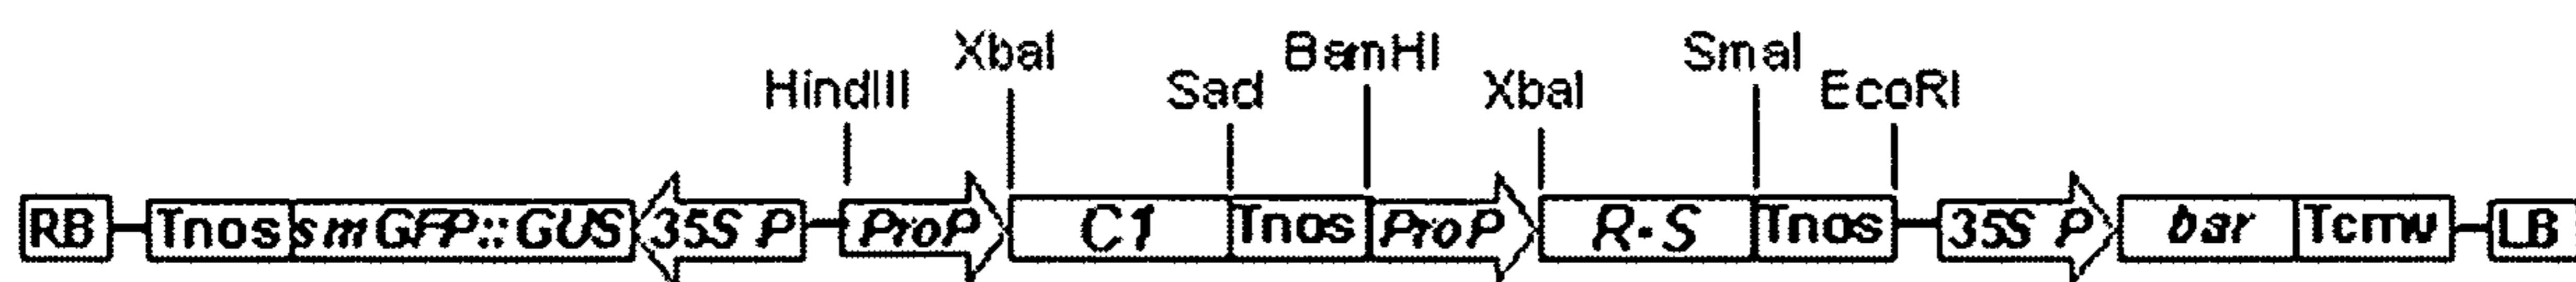 XbaI BamHI SmaI
HindIII SacI XbaI EcoRI
RB Tnos smGFP::GUS 35S P ProP C1 Tnos ProP R-S Tnos 35S P bar Tcmv LB